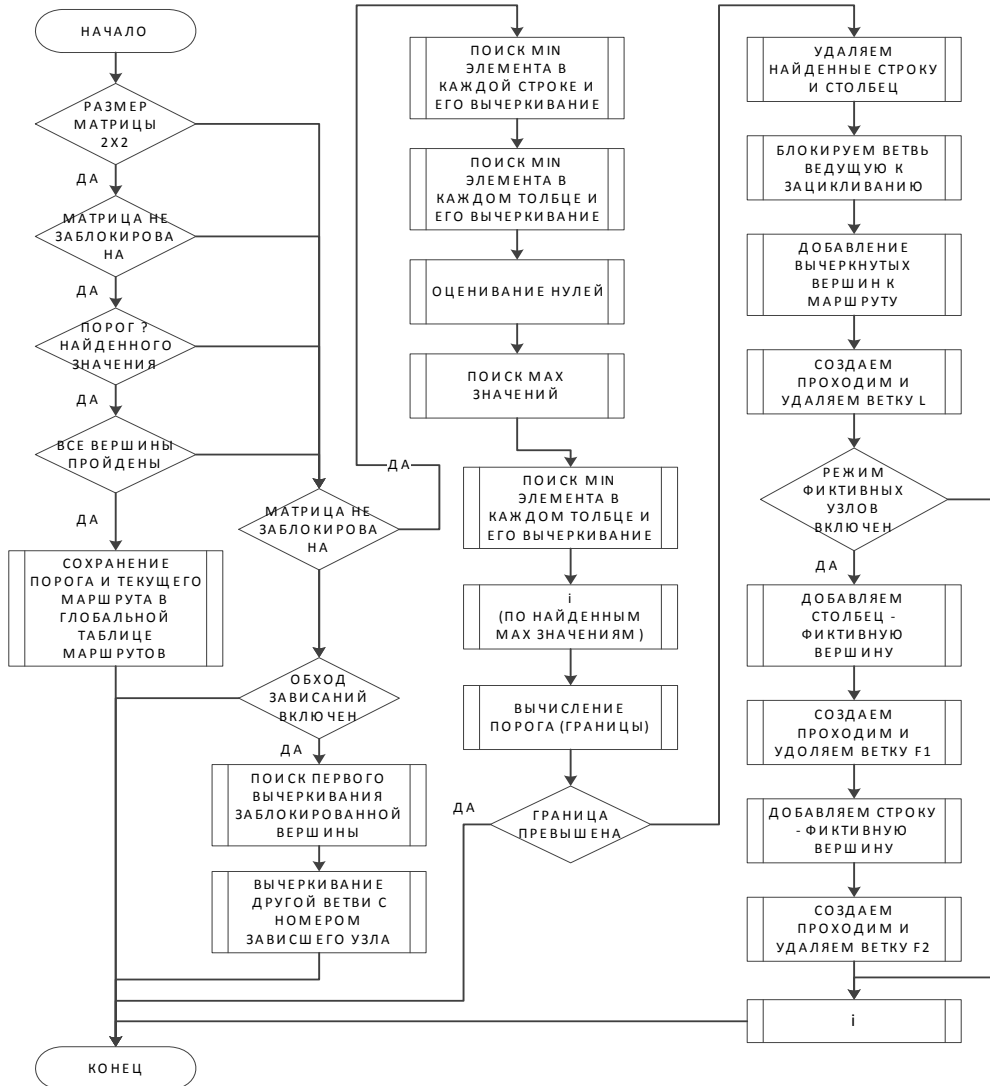 НАЧАЛО
РАЗМЕР
МАТРИЦЫ
2X2
ДА
МАТРИЦА НЕ
ЗАБЛОКИРОВА
НА
ДА
ПОРОГ ?
НАЙДЕННОГО
ЗНАЧЕНИЯ
ДА
ВСЕ ВЕРШИНЫ
ПРОЙДЕНЫ
ДА
СОХРАНЕНИЕ
ПОРОГА И ТЕКУЩЕГО
МАРШРУТА В
ГЛОБАЛЬНОЙ
ТАБЛИЦЕ
МАРШРУТОВ
КОНЕЦ
МАТРИЦА НЕ
ЗАБЛОКИРОВА
НА
ДА
ОБХОД
ЗАВИСАНИЙ
ВКЛЮЧЕН
ДА
ПОИСК ПЕРВОГО
ВЫЧЕРКИВАНИЯ
ЗАБЛОКИРОВАННОЙ
ВЕРШИНЫ
ВЫЧЕРКИВАНИЕ
ДРУГОЙ ВЕТВИ С
НОМЕРОМ
ЗАВИСШЕГО УЗЛА
ПОИСК MIN
ЭЛЕМЕНТА В
КАЖДОЙ СТРОКЕ И
ЕГО ВЫЧЕРКИВАНИЕ
ПОИСК MIN
ЭЛЕМЕНТА В
КАЖДОМ ТОЛБЦЕ И
ЕГО ВЫЧЕРКИВАНИЕ
ОЦЕНИВАНИЕ НУЛЕЙ
ПОИСК MAX
ЗНАЧЕНИЙ
ПОИСК MIN
ЭЛЕМЕНТА В
КАЖДОМ ТОЛБЦЕ И
ЕГО ВЫЧЕРКИВАНИЕ
i
(ПО НАЙДЕННЫМ
MAX ЗНАЧЕНИЯМ )
ВЫЧИСЛЕНИЕ
ПОРОГА (ГРАНИЦЫ)
ДА
ГРАНИЦА
ПРЕВЫШЕНА
УДАЛЯЕМ
НАЙДЕННЫЕ СТРОКУ
И СТОЛБЕЦ
БЛОКИРУЕМ ВЕТВЬ
ВЕДУЩУЮ К
ЗАЦИКЛИВАНИЮ
ДОБАВЛЕНИЕ
ВЫЧЕРКНУТЫХ
ВЕРШИН К
МАРШРУТУ
СОЗДАЕМ
ПРОХОДИМ И
УДАЛЯЕМ ВЕТКУ L
РЕЖИМ
ФИКТИВНЫХ
УЗЛОВ
ВКЛЮЧЕН
ДА
ДОБАВЛЯЕМ
СТОЛБЕЦ -
ФИКТИВНУЮ
ВЕРШИНУ
СОЗДАЕМ
ПРОХОДИМ И
УДОЛЯЕМ ВЕТКУ F1
ДОБАВЛЯЕМ СТРОКУ
- ФИКТИВНУЮ
ВЕРШИНУ
СОЗДАЕМ
ПРОХОДИМ И
УДАЛЯЕМ ВЕТКУ F2
i